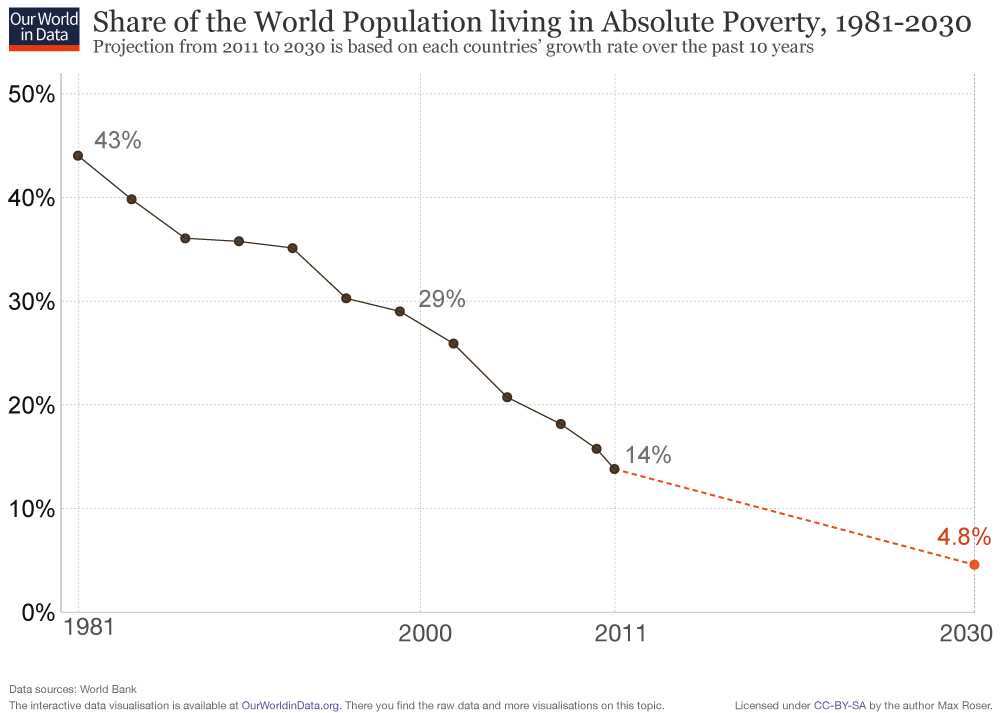 Our World
in Data
Share of the World Population living in Absolute Poverty, 1981-2030
Projection from 2011 to 2030 is based on each countries’ growth rate over the past 10 years
50%
43%
40%
30%
29%
20%
14%
10%
4.8%
0%
1981
2000
2011
2030
Data sources: World Bank
The interactive data visualisation is available at OurWorldinData.org. There you find the raw data and more visualisations on this topic.
Licensed under CC-BY-SA by the author Max Roser.